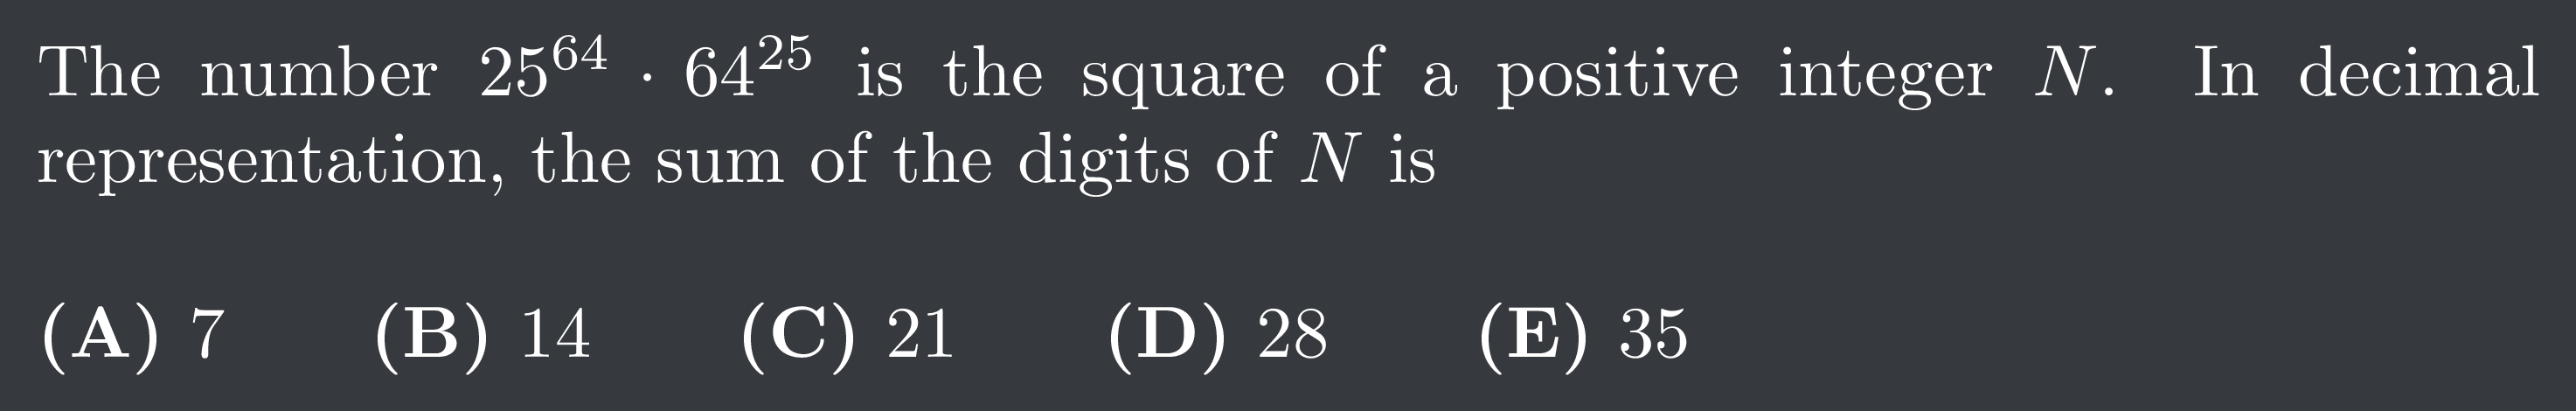 The number $25^{64} \cdot 64^{25}$ is the square of a positive integer $N$. In decimal
representation, the sum of the digits of $N$ is
(A) 7 (B) 14 (C) 21 (D) 28 (E) 35